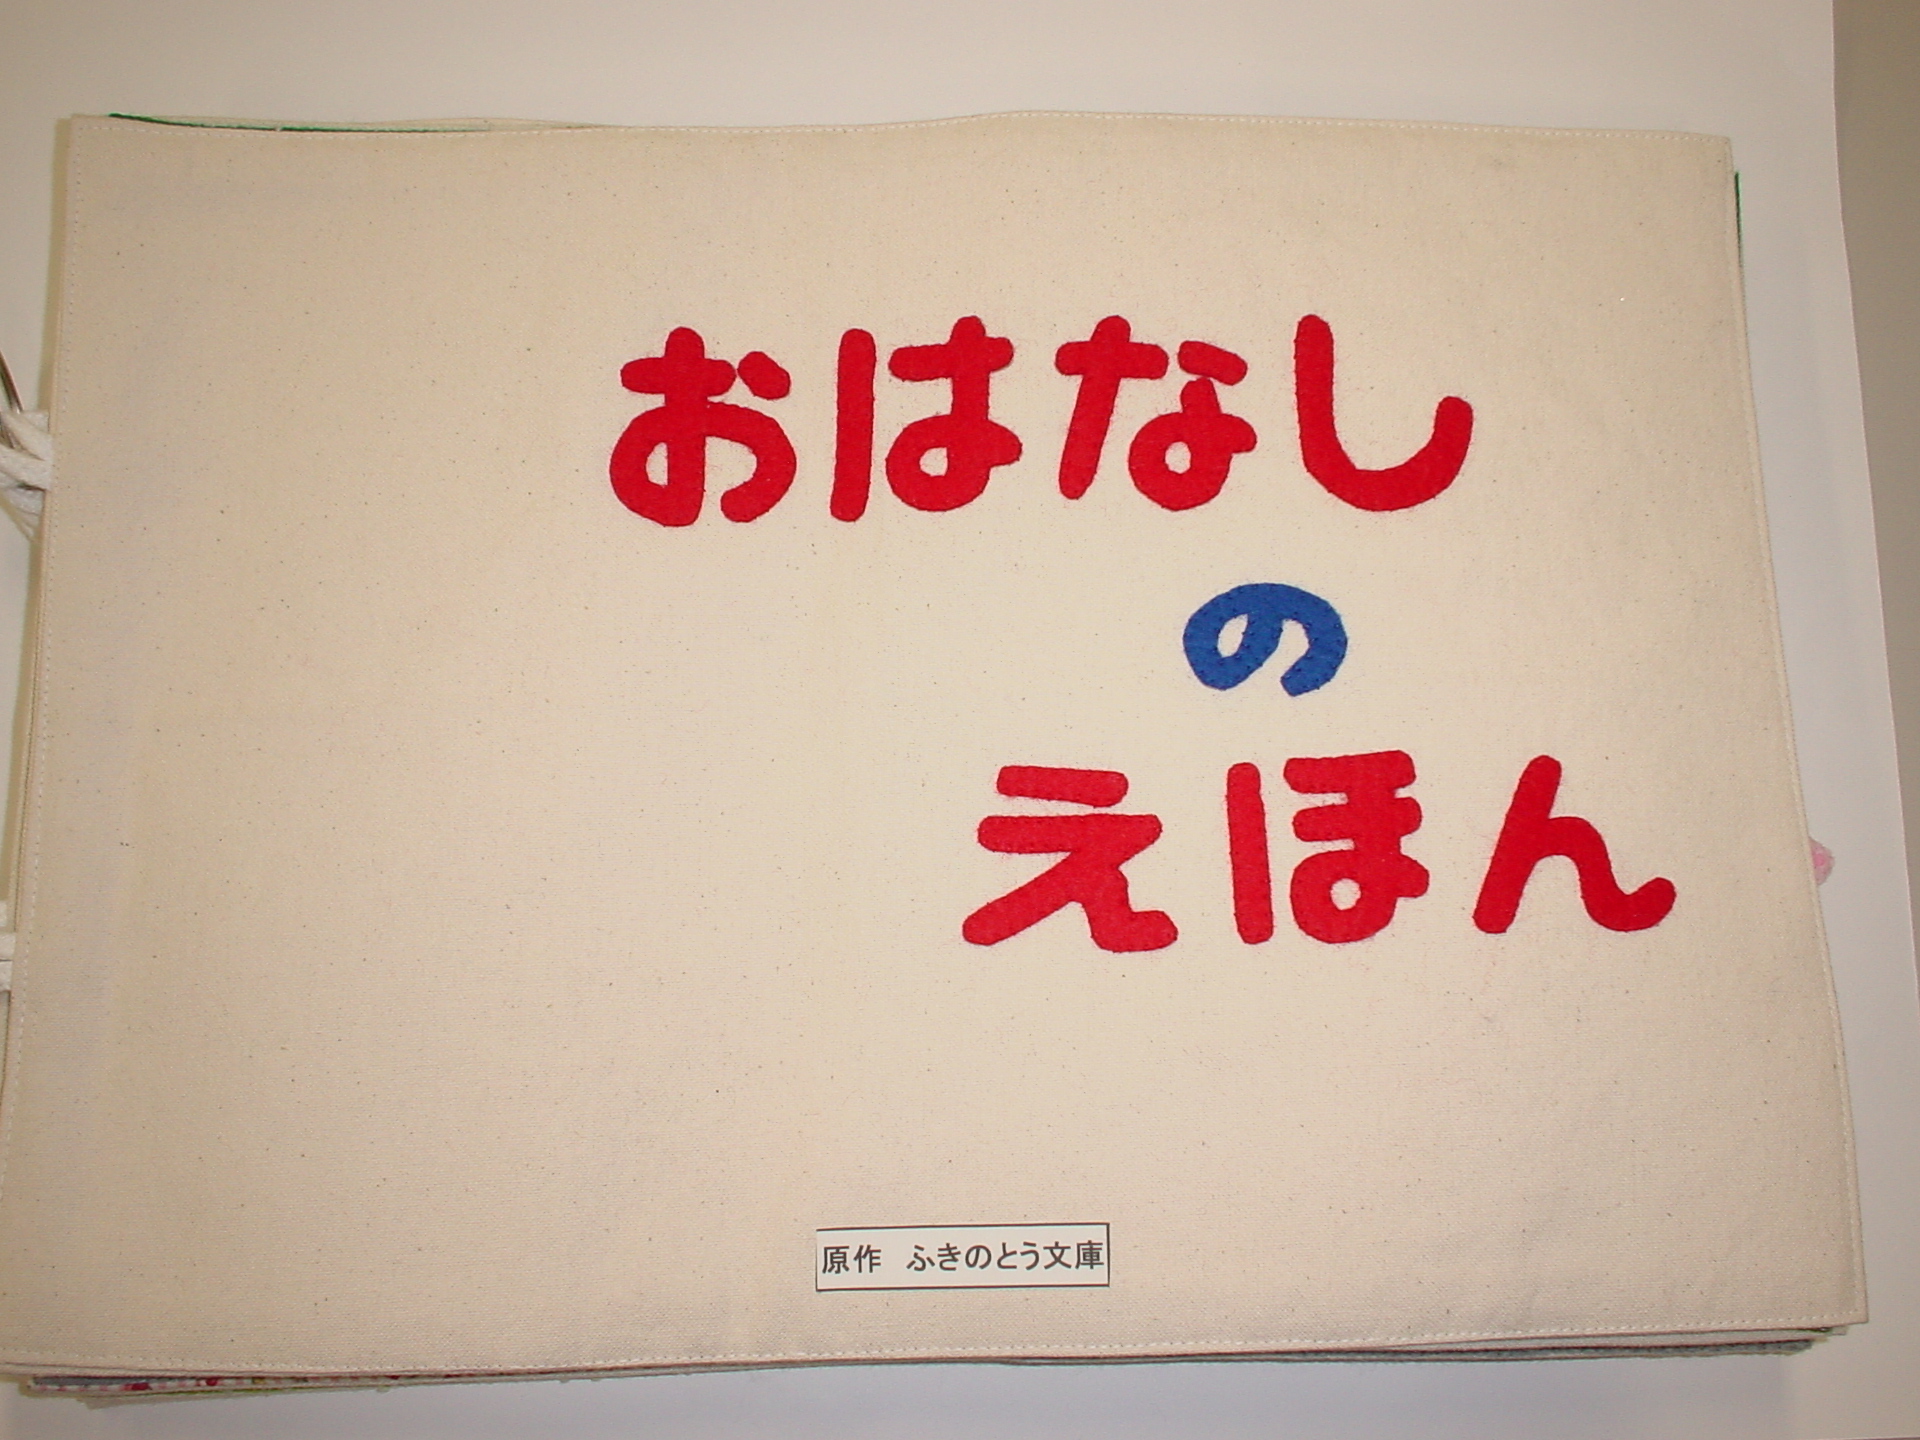 おはなし
の
えほん
原作　ふきのとう文庫